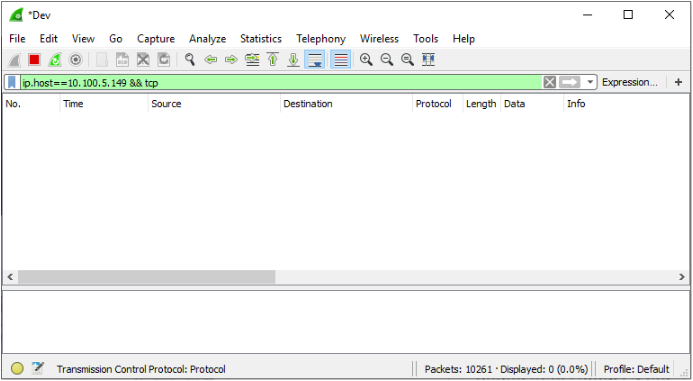 *Dev
File Edit View Go Capture Analyze Statistics Telephony Wireless Tools Help
ip.host==10.100.5.149 && tcp Expression... +
No. Time Source Destination Protocol Length Data Info
Transmission Control Protocol: Protocol Packets: 10261 · Displayed: 0 (0.0%) Profile: Default